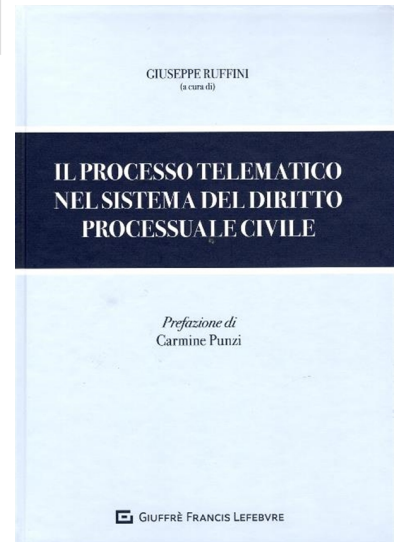 GIUSEPPE RUFFINI
(a cura di)
IL PROCESSO TELEMATICO
NEL SISTEMA DEL DIRITTO
PROCESSUALE CIVILE
Prefazione di
Carmine Punzi
GIUFFRÈ FRANCIS LEFEBVRE